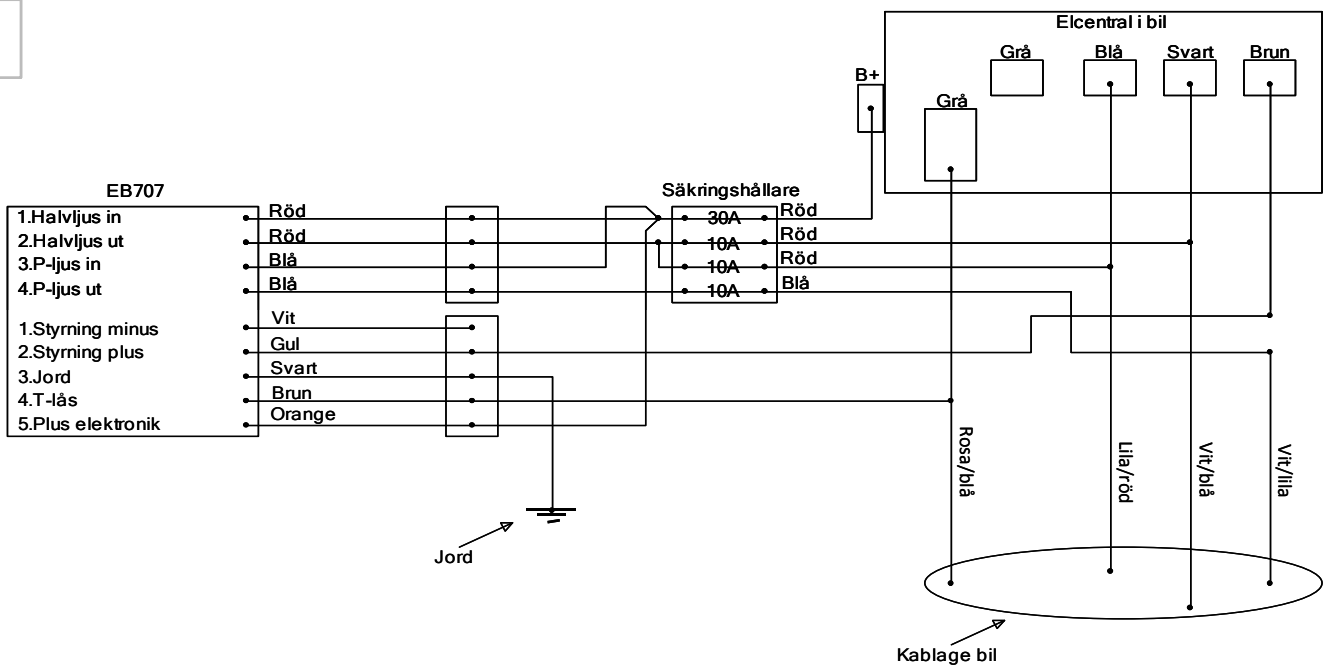 Elcentral i bil
Grå
Blå
Svart
Brun
B+
Grå
EB707
Säkringshållare
1.Halvljus in
Röd
30A
Röd
2.Halvljus ut
Röd
10A
Röd
3.P-ljus in
Blå
10A
Röd
4.P-ljus ut
Blå
10A
Blå
1.Styrning minus
Vit
2.Styrning plus
Gul
3.Jord
Svart
4.T-lås
Brun
5.Plus elektronik
Orange
Rosa/blå
Lila/röd
Vit/blå
Vit/lila
Jord
Kablage bil